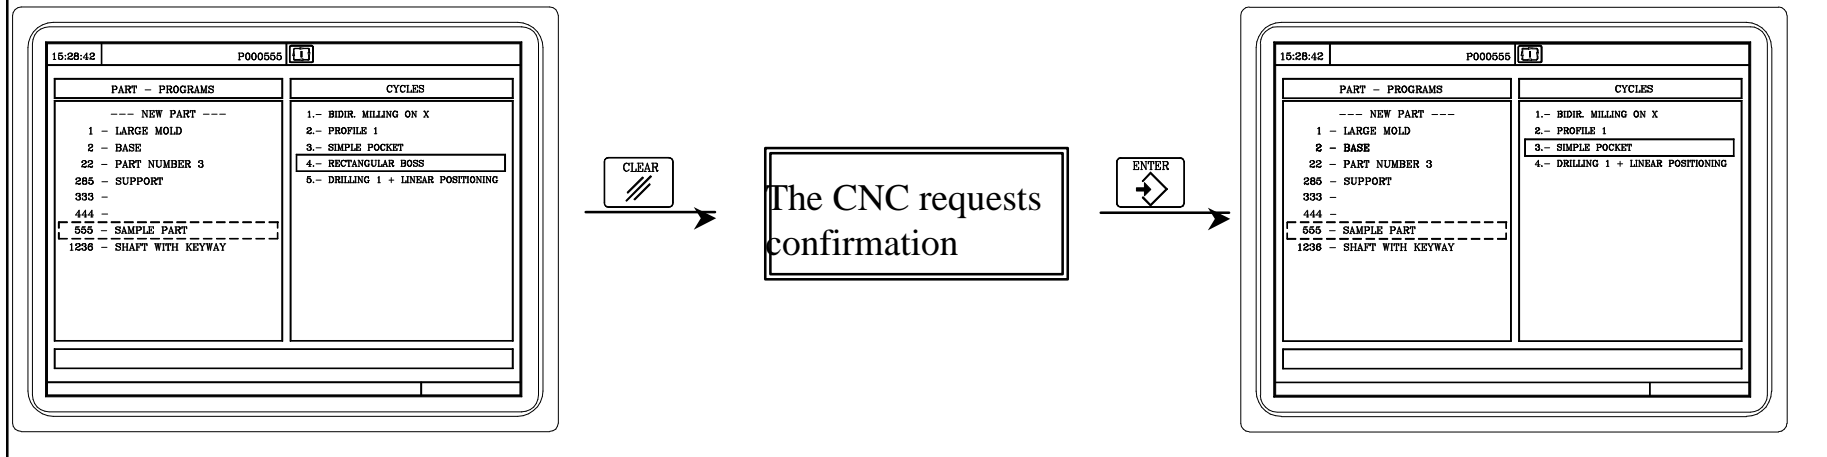 15:28:42 P000555
PART - PROGRAMS
--- NEW PART ---
1 - LARGE MOLD
2 - BASE
22 - PART NUMBER 3
285 - SUPPORT
333 -
444 -
555 - SAMPLE PART
1236 - SHAFT WITH KEYWAY
CYCLES
1.- BIDIR. MILLING ON X
2.- PROFILE 1
3.- SIMPLE POCKET
4.- RECTANGULAR BOSS
5.- DRILLING 1 + LINEAR POSITIONING
CLEAR
The CNC requests
confirmation
ENTER
15:28:42 P000555
PART - PROGRAMS
--- NEW PART ---
1 - LARGE MOLD
2 - BASE
22 - PART NUMBER 3
285 - SUPPORT
333 -
444 -
555 - SAMPLE PART
1236 - SHAFT WITH KEYWAY
CYCLES
1.- BIDIR. MILLING ON X
2.- PROFILE 1
3.- SIMPLE POCKET
4.- DRILLING 1 + LINEAR POSITIONING